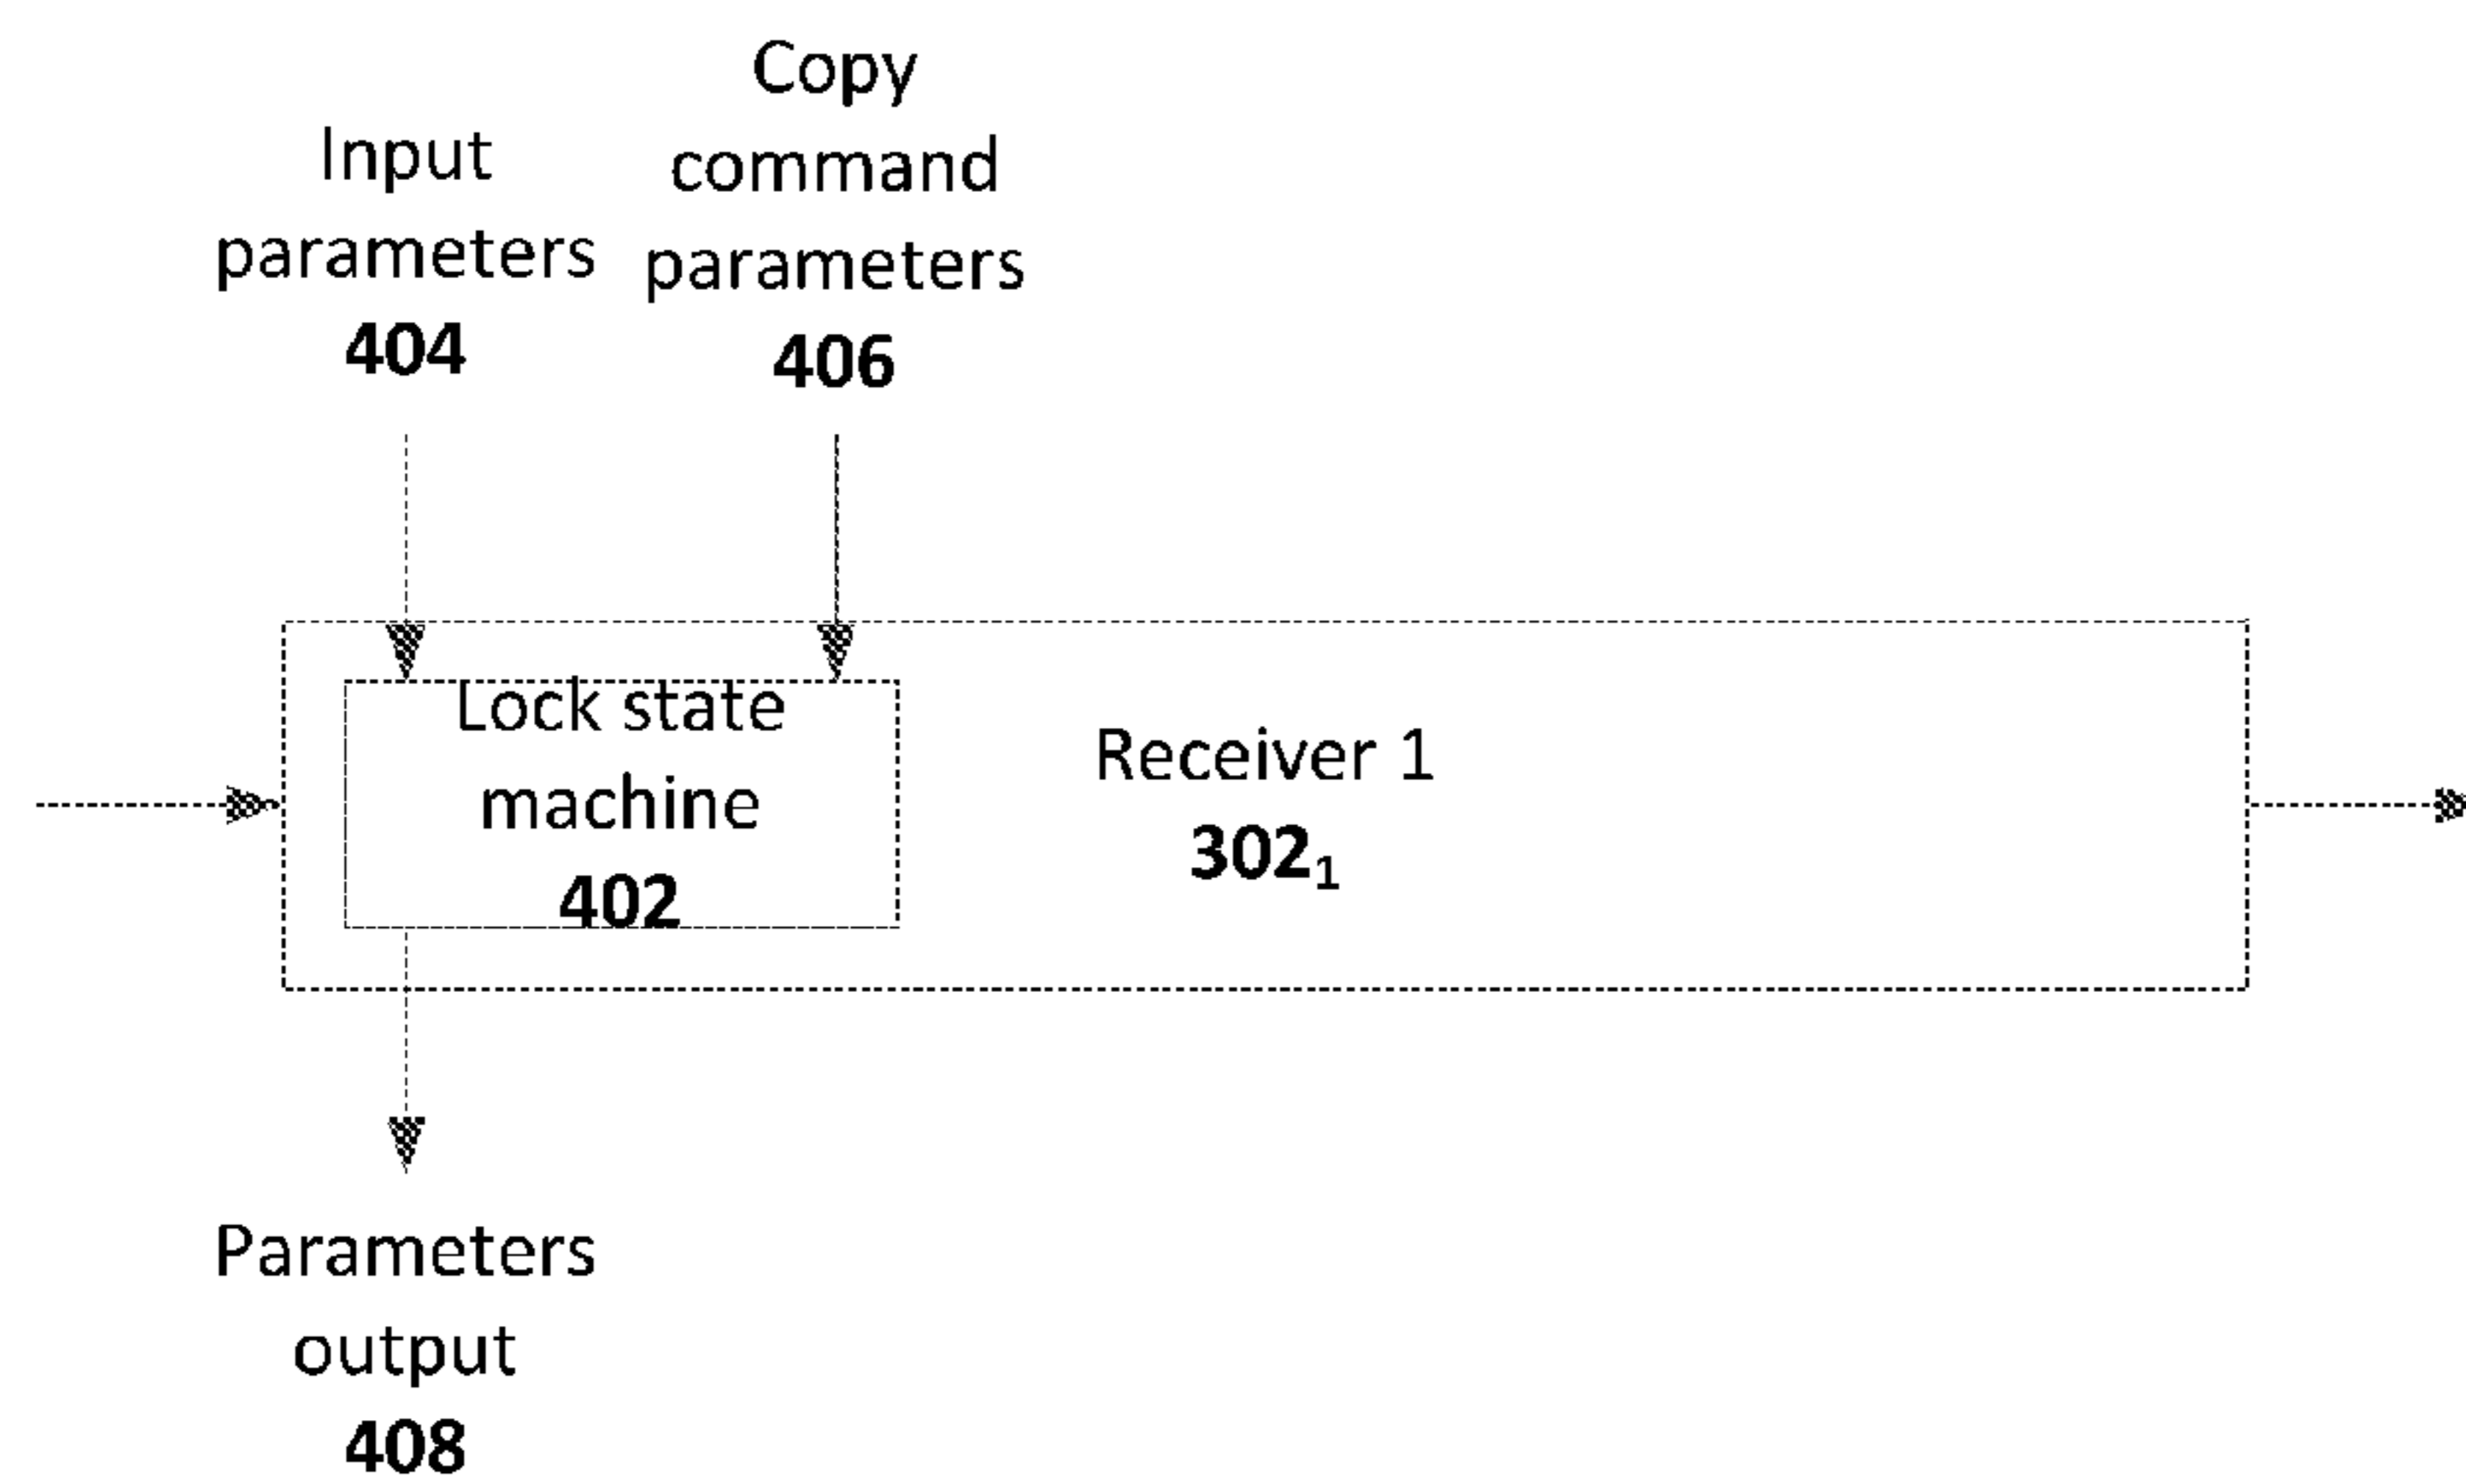 Input
parameters
404
Copy
command
parameters
406
Lock state
machine
402
Receiver 1
302₁
Parameters
output
408